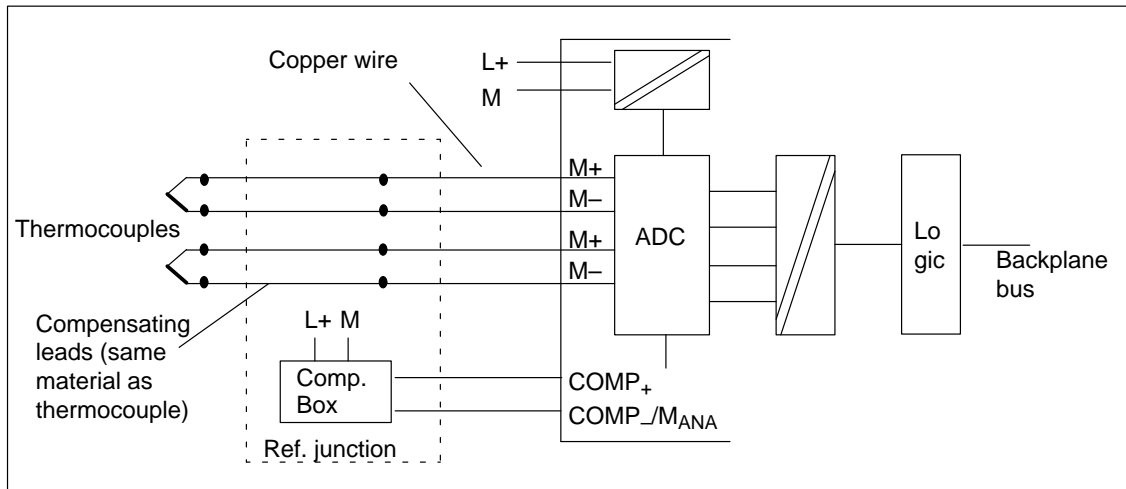 Copper wire
L+
M
M+
M–
M+
M–
Thermocouples
ADC
Lo
gic
Backplane
bus
Compensating
leads (same
material as
thermocouple)
L+ M
Comp.
Box
COMP+
COMP–/MANA
Ref. junction